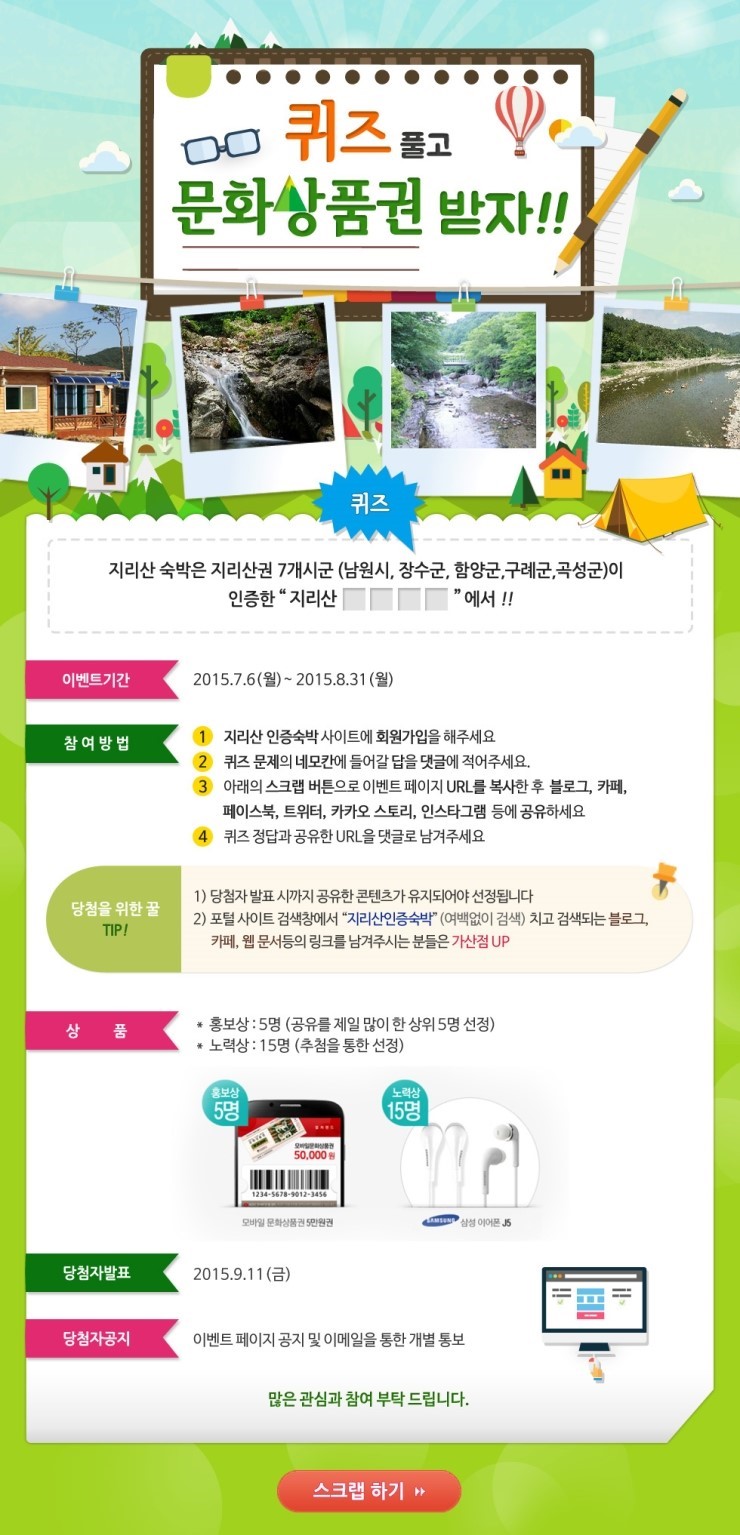 퀴즈 풀고
문화상품권 받자!!
퀴즈
지리산 숙박은 지리산권 7개시군 (남원시, 장수군, 함양군,구례군,곡성군)이
인증한 “ 지리산 ” 에서 !!
이벤트기간
2015.7.6(월)~ 2015.8.31(월)
참 여 방 법
1 지리산 인증숙박 사이트에 회원가입을 해주세요
2 퀴즈 문제의 네모칸에 들어갈 답을 댓글에 적어주세요.
3 아래의 스크랩 버튼으로 이벤트 페이지 URL를 복사한 후 블로그, 카페,
페이스북, 트위터, 카카오 스토리, 인스타그램 등에 공유하세요
4 퀴즈 정답과 공유한 URL을 댓글로 남겨주세요
당첨을 위한 꿀
TIP!
1) 당첨자 발표 시까지 공유한 콘텐츠가 유지되어야 선정됩니다
2) 포털 사이트 검색창에서 “지리산인증숙박” (여백없이 검색) 치고 검색되는 블로그,
카페, 웹 문서등의 링크를 남겨주시는 분들은 가산점 UP
상 품
* 홍보상 : 5명 (공유를 제일 많이 한 상위 5명 선정)
* 노력상 : 15명 (추첨을 통한 선정)
홍보상
5명
모바일문화상품권
50,000 원
1234-5678-9012-3456
모바일 문화상품권 5만원권
노력상
15명
SAMSUNG 삼성 이어폰 J5
당첨자발표
2015.9.11(금)
당첨자공지
이벤트 페이지 공지 및 이메일을 통한 개별 통보
많은 관심과 참여 부탁 드립니다.
스크랩 하기